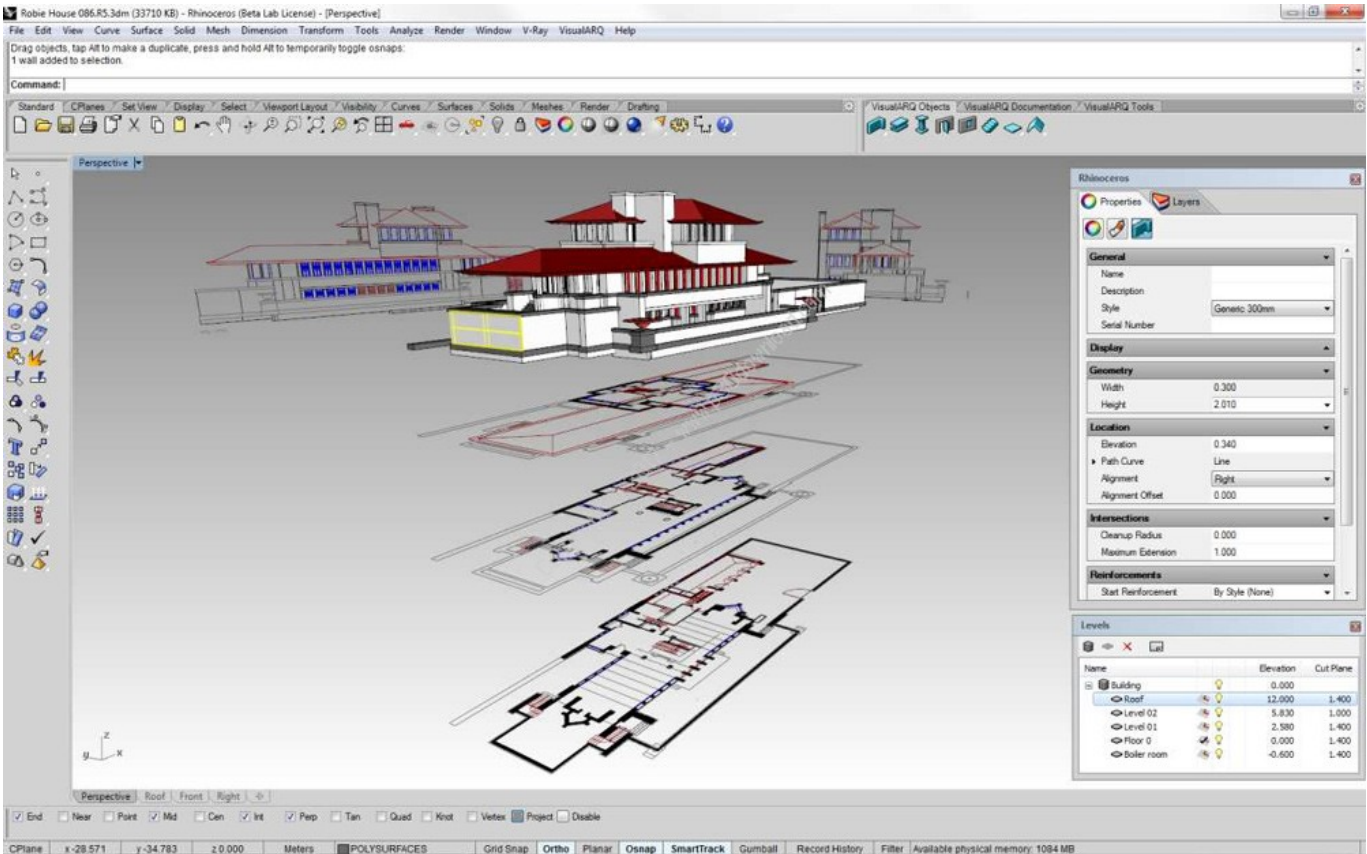 Robie House 086.R5.3dm (33710 KB) - Rhinoceros (Beta Lab License) - [Perspective]
File Edit View Curve Surface Solid Mesh Dimension Transform Tools Analyze Render Window V-Ray VisualARQ Help
Drag objects, tap Alt to make a duplicate, press and hold Alt to temporarily toggle osnaps:
1 wall added to selection.
Command:
Standard CPlanes Set View Display Select Viewport Layout Visibility Curves Surfaces Solids Meshes Render Drafting
VisualARQ Objects VisualARQ Documentation VisualARQ Tools
Perspective
Rhinoceros
Properties Layers
General
Name
Description
Style Generic 300mm
Serial Number
Display
Geometry
Width 0.300
Height 2.010
Location
Elevation 0.340
Path Curve Line
Alignment Right
Alignment Offset 0.000
Intersections
Cleanup Radius 0.000
Maximum Extension 1.000
Reinforcements
Start Reinforcement By Style (None)
Levels
Name Elevation Cut Plane
Building 0.000
Roof 12.000 1.400
Level 02 5.830 1.000
Level 01 2.580 1.400
Floor 0 0.000 1.400
Boiler room -0.600 1.400
z
y x
Perspective Roof Front Right
End Near Point Mid Cen Int Perp Tan Quad Knot Vertex Project Disable
CPlane x -28.571 y -34.783 z 0.000 Meters POLYSURFACES Grid Snap Ortho Planar Osnap SmartTrack Gumball Record History Filter Available physical memory: 1084 MB